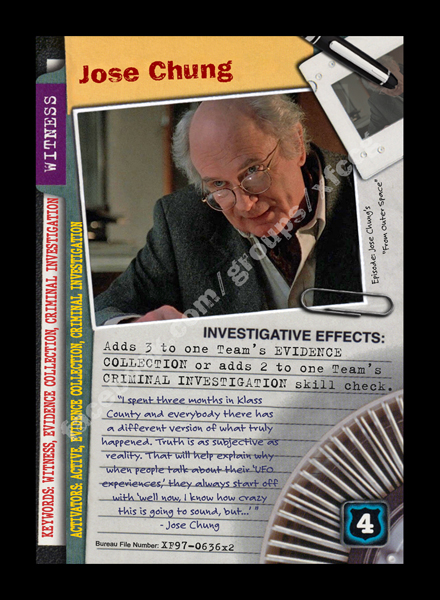 Jose Chung
WITNESS
KEYWORDS: WITNESS, EVIDENCE COLLECTION, CRIMINAL INVESTIGATION
ACTIVATORS: ACTIVE, EVIDENCE COLLECTION, CRIMINAL INVESTIGATION
Episode: Jose Chung's
"From Outer Space"
INVESTIGATIVE EFFECTS:
Adds 3 to one Team's EVIDENCE
COLLECTION or adds 2 to one Team's
CRIMINAL INVESTIGATION skill check.
"I spent three months in Klass
County and everybody there has
a different version of what truly
happened. Truth is as subjective as
reality. That will help explain why
when people talk about their 'UFO
experiences,' they always start off
with 'well now, I know how crazy
this is going to sound, but...' "
- Jose Chung
4
Bureau File Number: XF97-0636x2